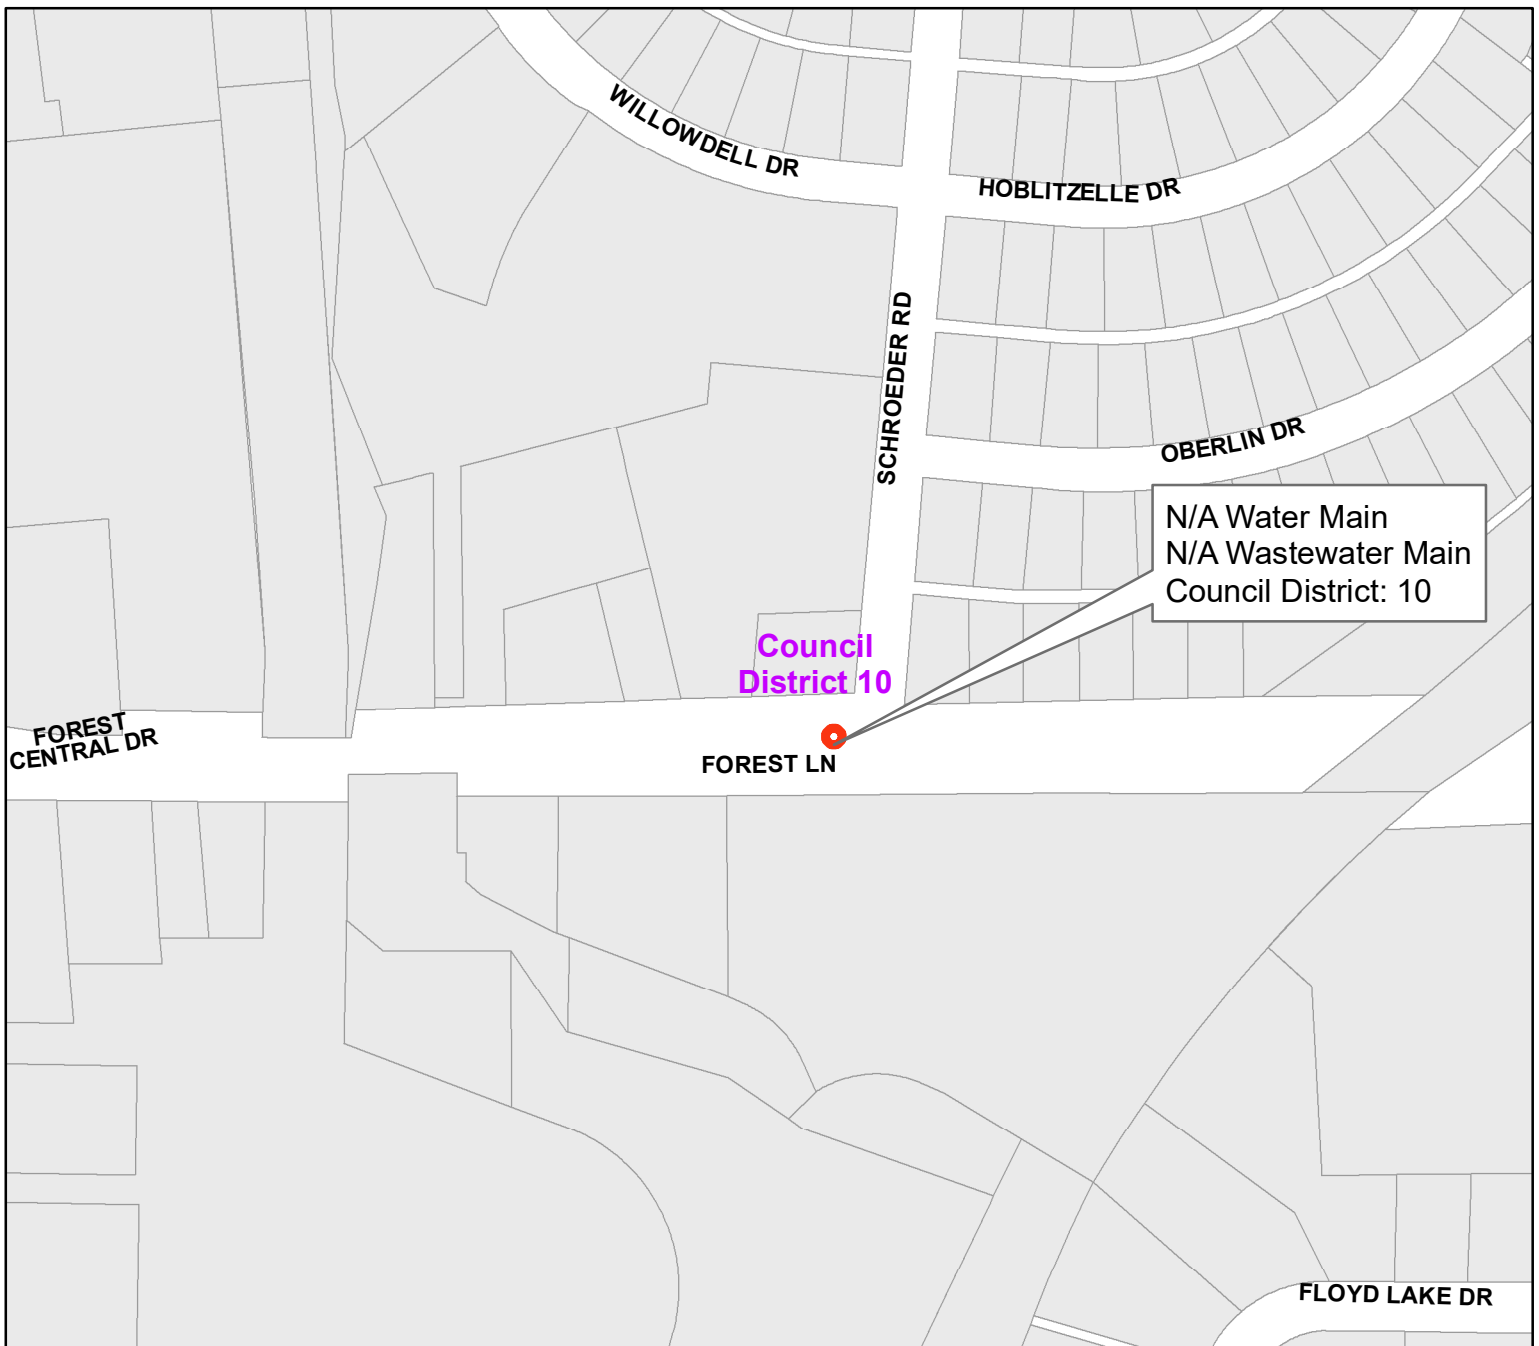 WILLOWDELL DR
HOBLITZELLE DR
SCHROEDER RD
OBERLIN DR
N/A Water Main
N/A Wastewater Main
Council District: 10
Council
District 10
FOREST
CENTRAL DR
FOREST LN
FLOYD LAKE DR